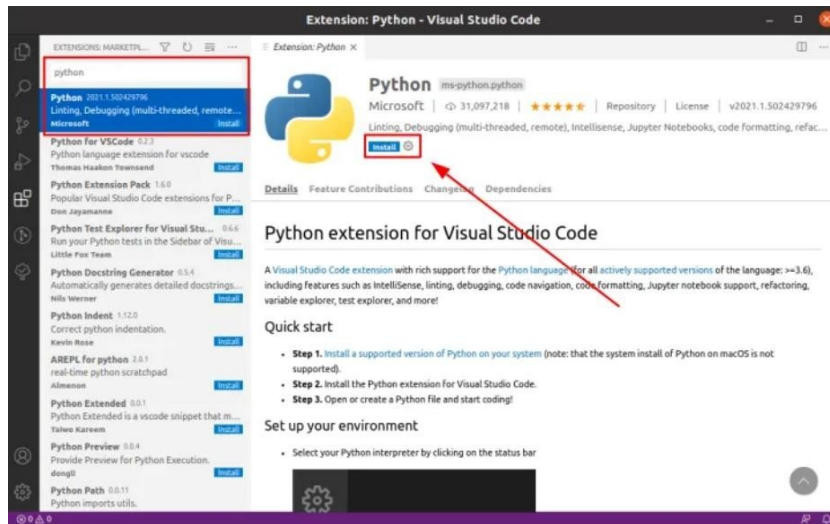 Extension: Python - Visual Studio Code
EXTENSIONS: MARKETPL...
python
Python 2021.1.502429796
Linting, Debugging (multi-threaded, remote...
Microsoft Install
Python for VSCode 0.2.3
Python language extension for vscode
Thomas Haakon Townsend Install
Python Extension Pack 1.6.0
Popular Visual Studio Code extensions for P...
Don Jayamanne Install
Python Test Explorer for Visual Stu... 0.6.6
Run your Python tests in the Sidebar of Visu...
Little Fox Team Install
Python Docstring Generator 0.5.4
Automatically generates detailed docstrings...
Nils Werner Install
Python Indent 1.12.0
Correct python indentation.
Kevin Rose Install
AREPL for python 2.0.1
real-time python scratchpad
Almenon Install
Python Extended 0.0.1
Python Extended is a vscode snippet that m...
Taiwo Kareem Install
Python Preview 0.0.4
Provide Preview for Python Execution.
dongli Install
Python Path 0.0.11
Python imports utils.
Extension: Python
Python ms-python.python
Microsoft 31,097,218 Repository License v2021.1.502429796
Linting, Debugging (multi-threaded, remote), Intellisense, Jupyter Notebooks, code formatting, refac...
Install
Details Feature Contributions Changelog Dependencies
Python extension for Visual Studio Code
A Visual Studio Code extension with rich support for the Python language (for all actively supported versions of the language: >=3.6),
including features such as IntelliSense, linting, debugging, code navigation, code formatting, Jupyter notebook support, refactoring,
variable explorer, test explorer, and more!
Quick start
Step 1. Install a supported version of Python on your system (note: that the system install of Python on macOS is not
supported).
Step 2. Install the Python extension for Visual Studio Code.
Step 3. Open or create a Python file and start coding!
Set up your environment
Select your Python interpreter by clicking on the status bar
0 0